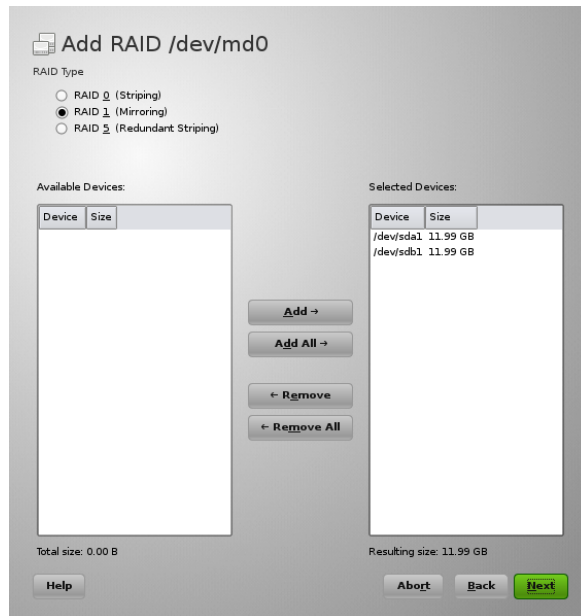 Add RAID /dev/md0
RAID Type
RAID 0 (Striping)
RAID 1 (Mirroring)
RAID 5 (Redundant Striping)
Available Devices:
Device Size
Total size: 0.00 B
Add →
Add All →
← Remove
← Remove All
Selected Devices:
Device Size
/dev/sda1 11.99 GB
/dev/sdb1 11.99 GB
Resulting size: 11.99 GB
Help
Abort
Back
Next